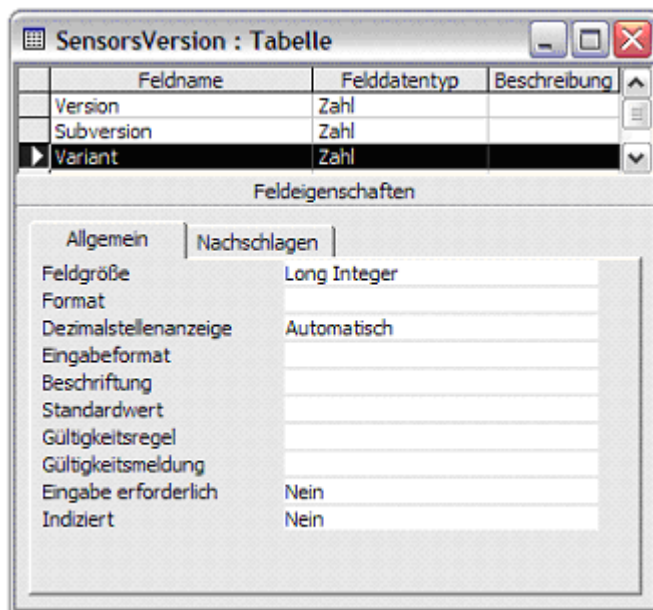 SensorsVersion : Tabelle
Feldname Felddatentyp Beschreibung
Version Zahl
Subversion Zahl
Variant Zahl
Feldeigenschaften
Allgemein Nachschlagen
Feldgröße Long Integer
Format
Dezimalstellenanzeige Automatisch
Eingabeformat
Beschriftung
Standardwert
Gültigkeitsregel
Gültigkeitsmeldung
Eingabe erforderlich Nein
Indiziert Nein